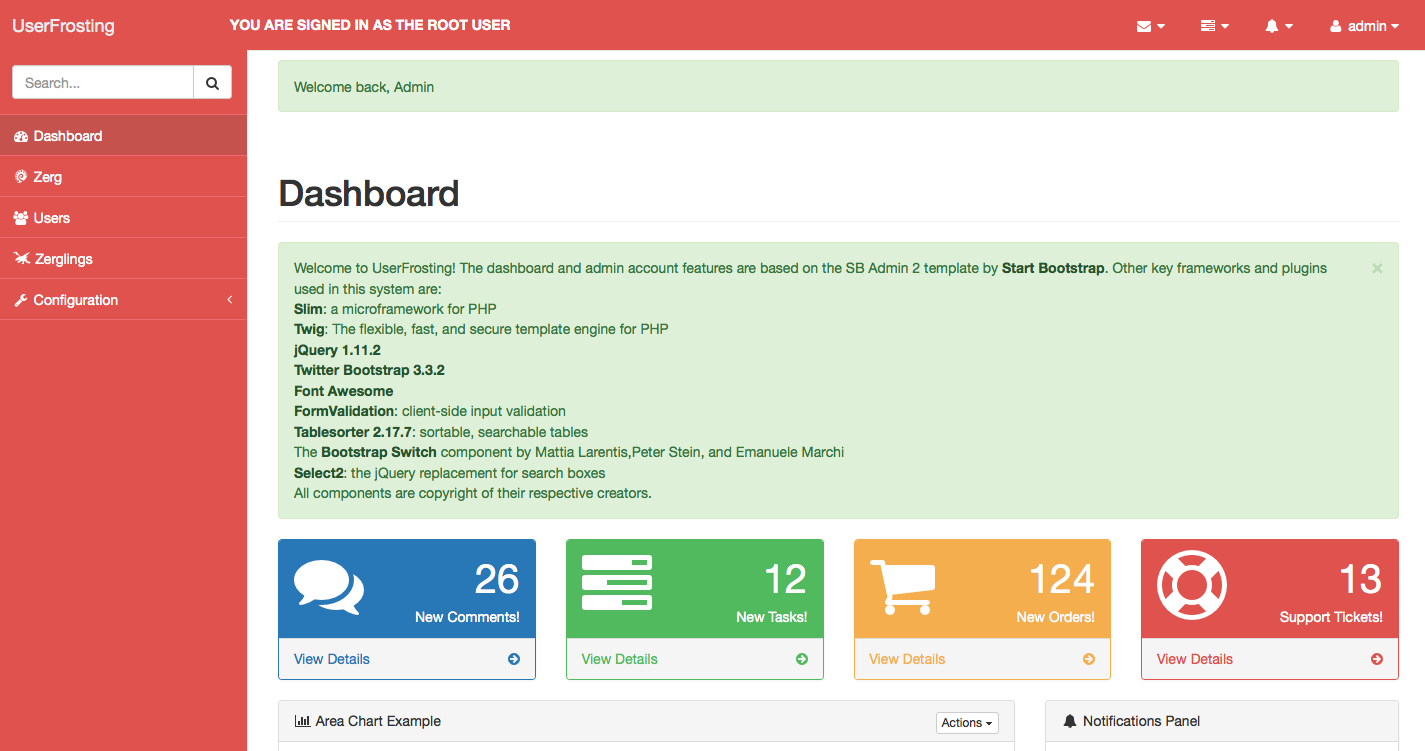 UserFrosting
YOU ARE SIGNED IN AS THE ROOT USER
admin
Search...
Dashboard
Zerg
Users
Zerglings
Configuration
Welcome back, Admin
Dashboard
Welcome to UserFrosting! The dashboard and admin account features are based on the SB Admin 2 template by Start Bootstrap. Other key frameworks and plugins
used in this system are:
Slim: a microframework for PHP
Twig: The flexible, fast, and secure template engine for PHP
jQuery 1.11.2
Twitter Bootstrap 3.3.2
Font Awesome
FormValidation: client-side input validation
Tablesorter 2.17.7: sortable, searchable tables
The Bootstrap Switch component by Mattia Larentis,Peter Stein, and Emanuele Marchi
Select2: the jQuery replacement for search boxes
All components are copyright of their respective creators.
26
New Comments!
View Details
12
New Tasks!
View Details
124
New Orders!
View Details
13
Support Tickets!
View Details
Area Chart Example
Actions
Notifications Panel